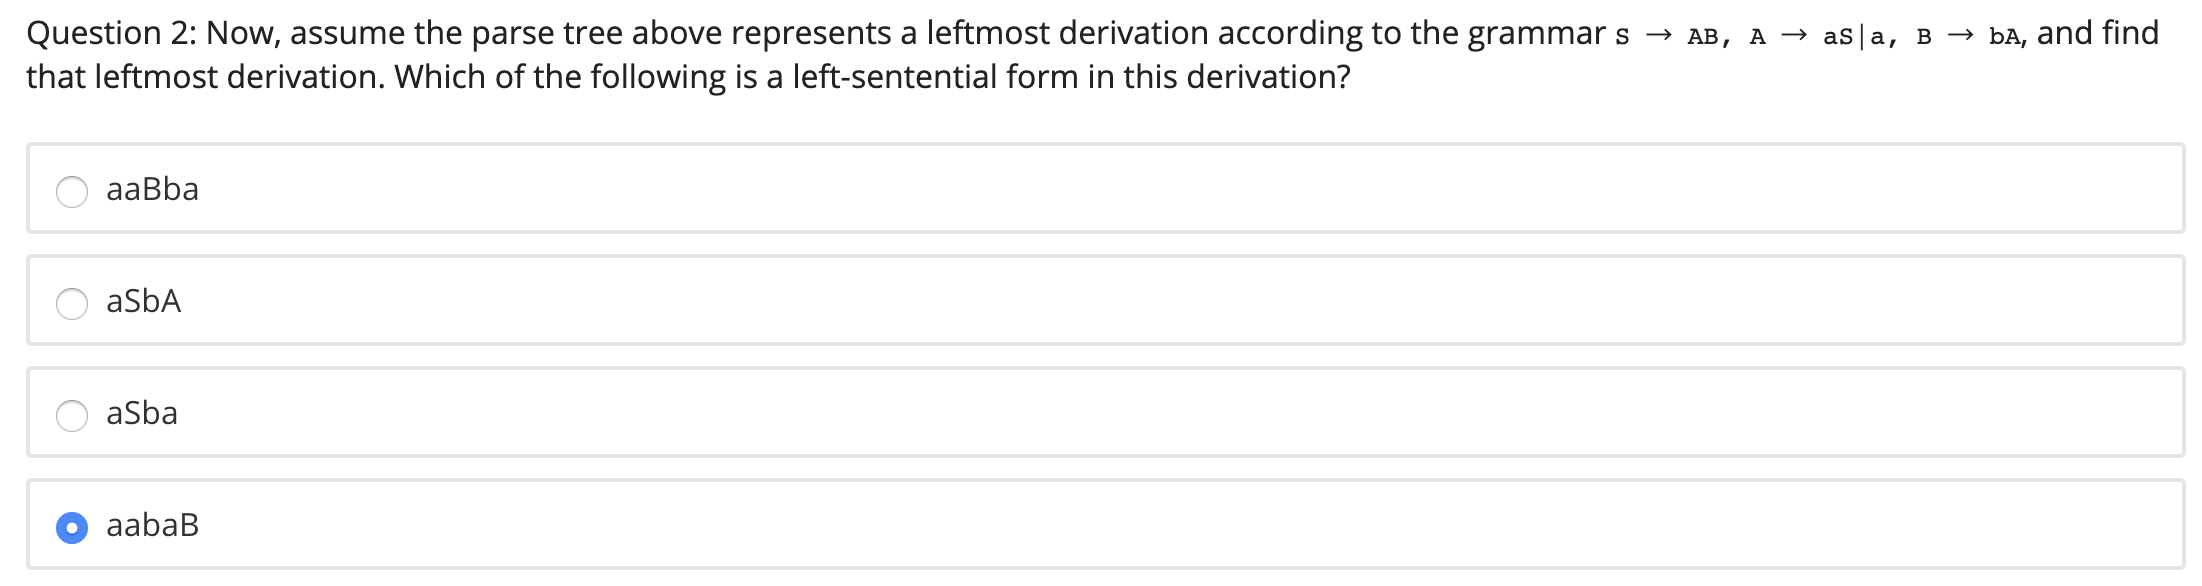 Question 2: Now, assume the parse tree above represents a leftmost derivation according to the grammar S → AB, A → aS|a, B → bA, and find
that leftmost derivation. Which of the following is a left-sentential form in this derivation?
aaBba
aSbA
aSba
aabaB